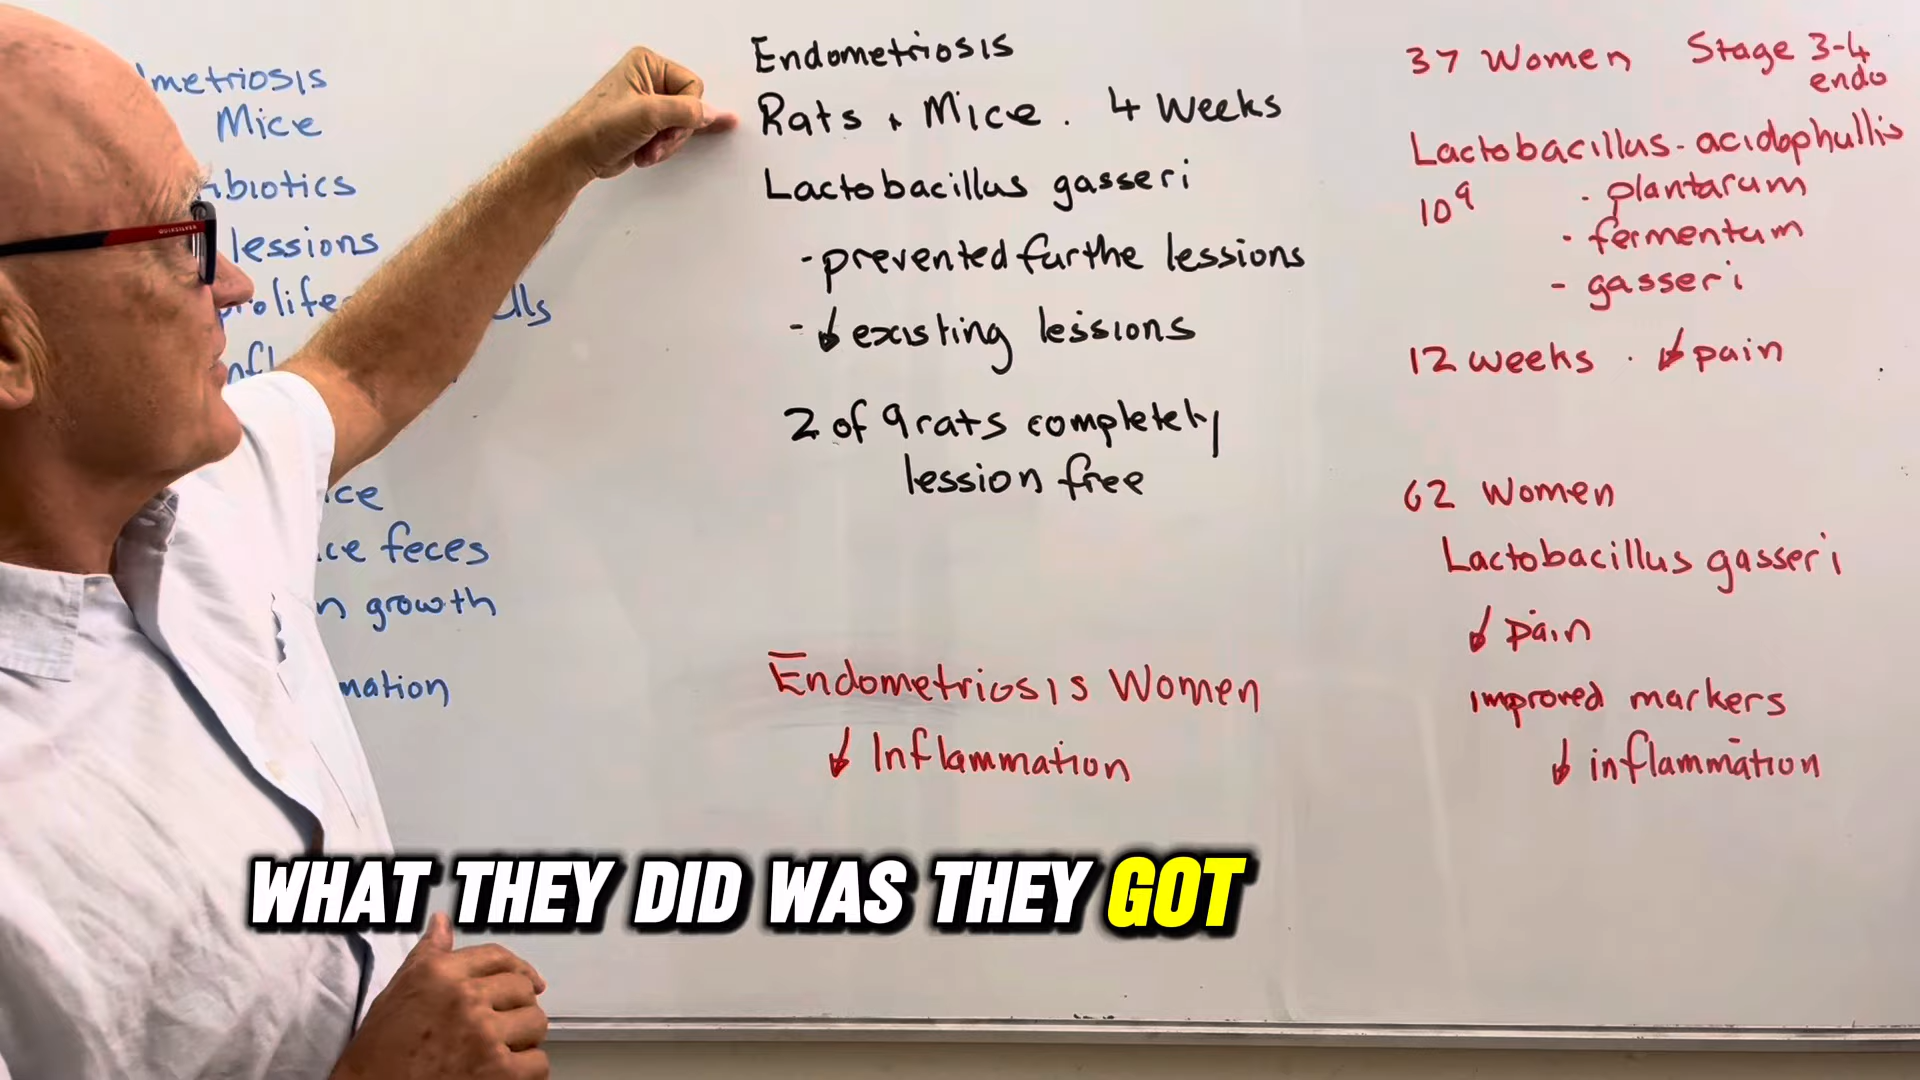 metriosis
Mice
biotics
lessions
prolife
ce
ce feces
n growth
mation
QUIKSILVER
Endometriosis
Rats + Mice. 4 Weeks
Lactobacillus gasseri
- prevented furthe lessions
- ↓ existing lessions
2 of 9 rats completely
lession free
Endometriosis Women
↓ Inflammation
37 Women Stage 3-4
endo
Lactobacillus - acidophullis
10⁹ - plantarum
- fermentum
- gasseri
12 weeks . ↓ pain
62 Women
Lactobacillus gasseri
↓ pain
improved markers
↓ inflammation
WHAT THEY DID WAS THEY GOT